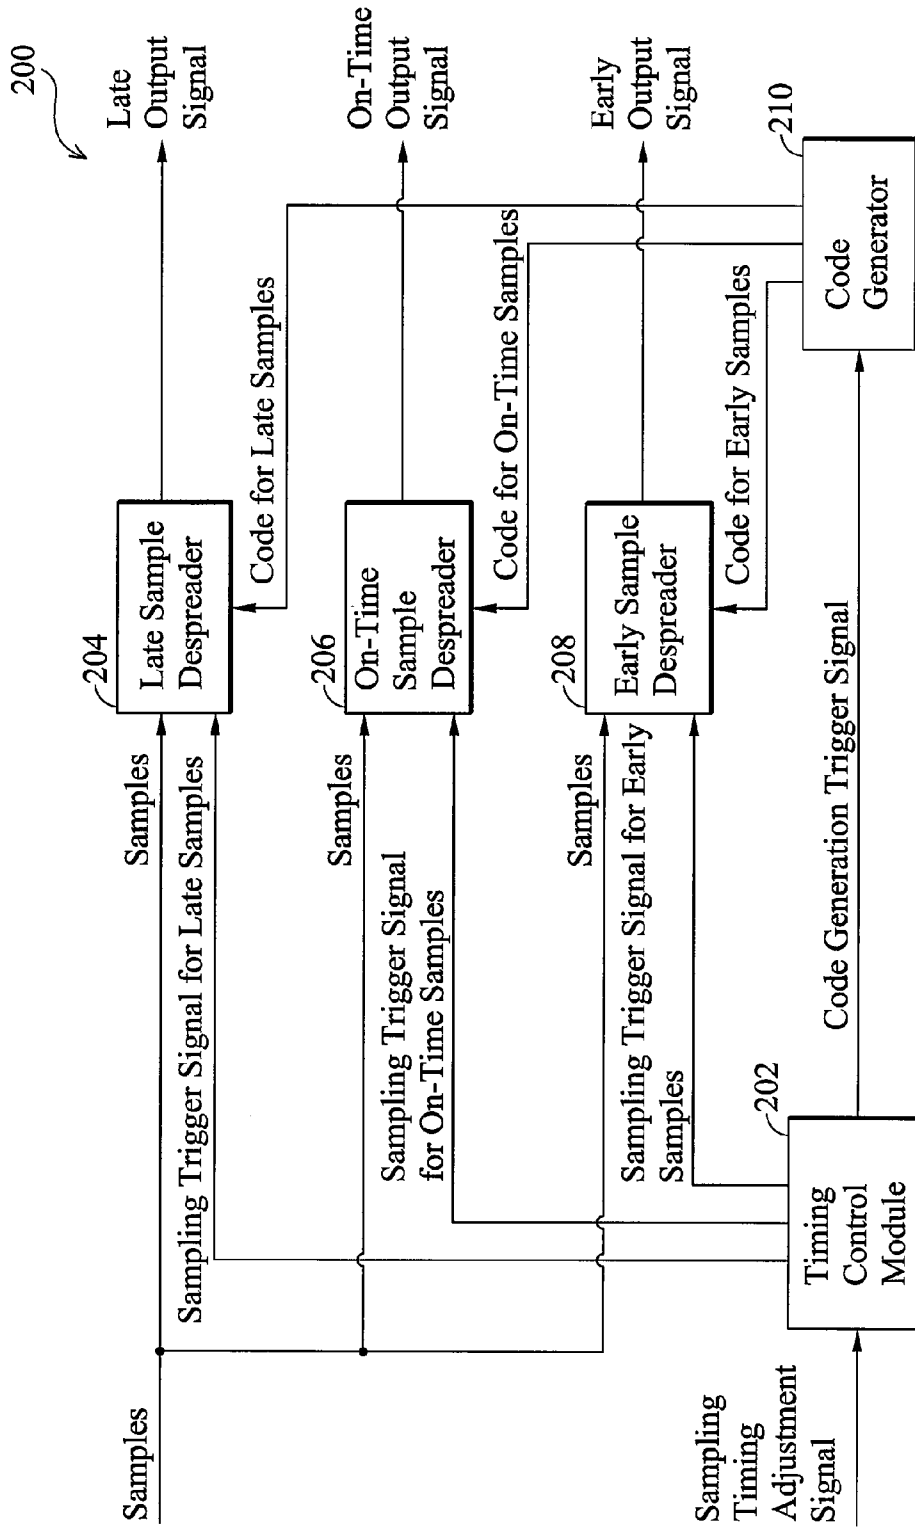 200
Samples
Samples
Sampling Trigger Signal for Late Samples
204
Late Sample
Despreader
Code for Late Samples
Late
Output
Signal
Samples
Sampling Trigger Signal
for On-Time Samples
206
On-Time
Sample
Despreader
Code for On-Time Samples
On-Time
Output
Signal
Samples
Sampling Trigger Signal for Early
Samples
208
Early Sample
Despreader
Code for Early Samples
Early
Output
Signal
Sampling
Timing
Adjustment
Signal
202
Timing
Control
Module
Code Generation Trigger Signal
210
Code
Generator